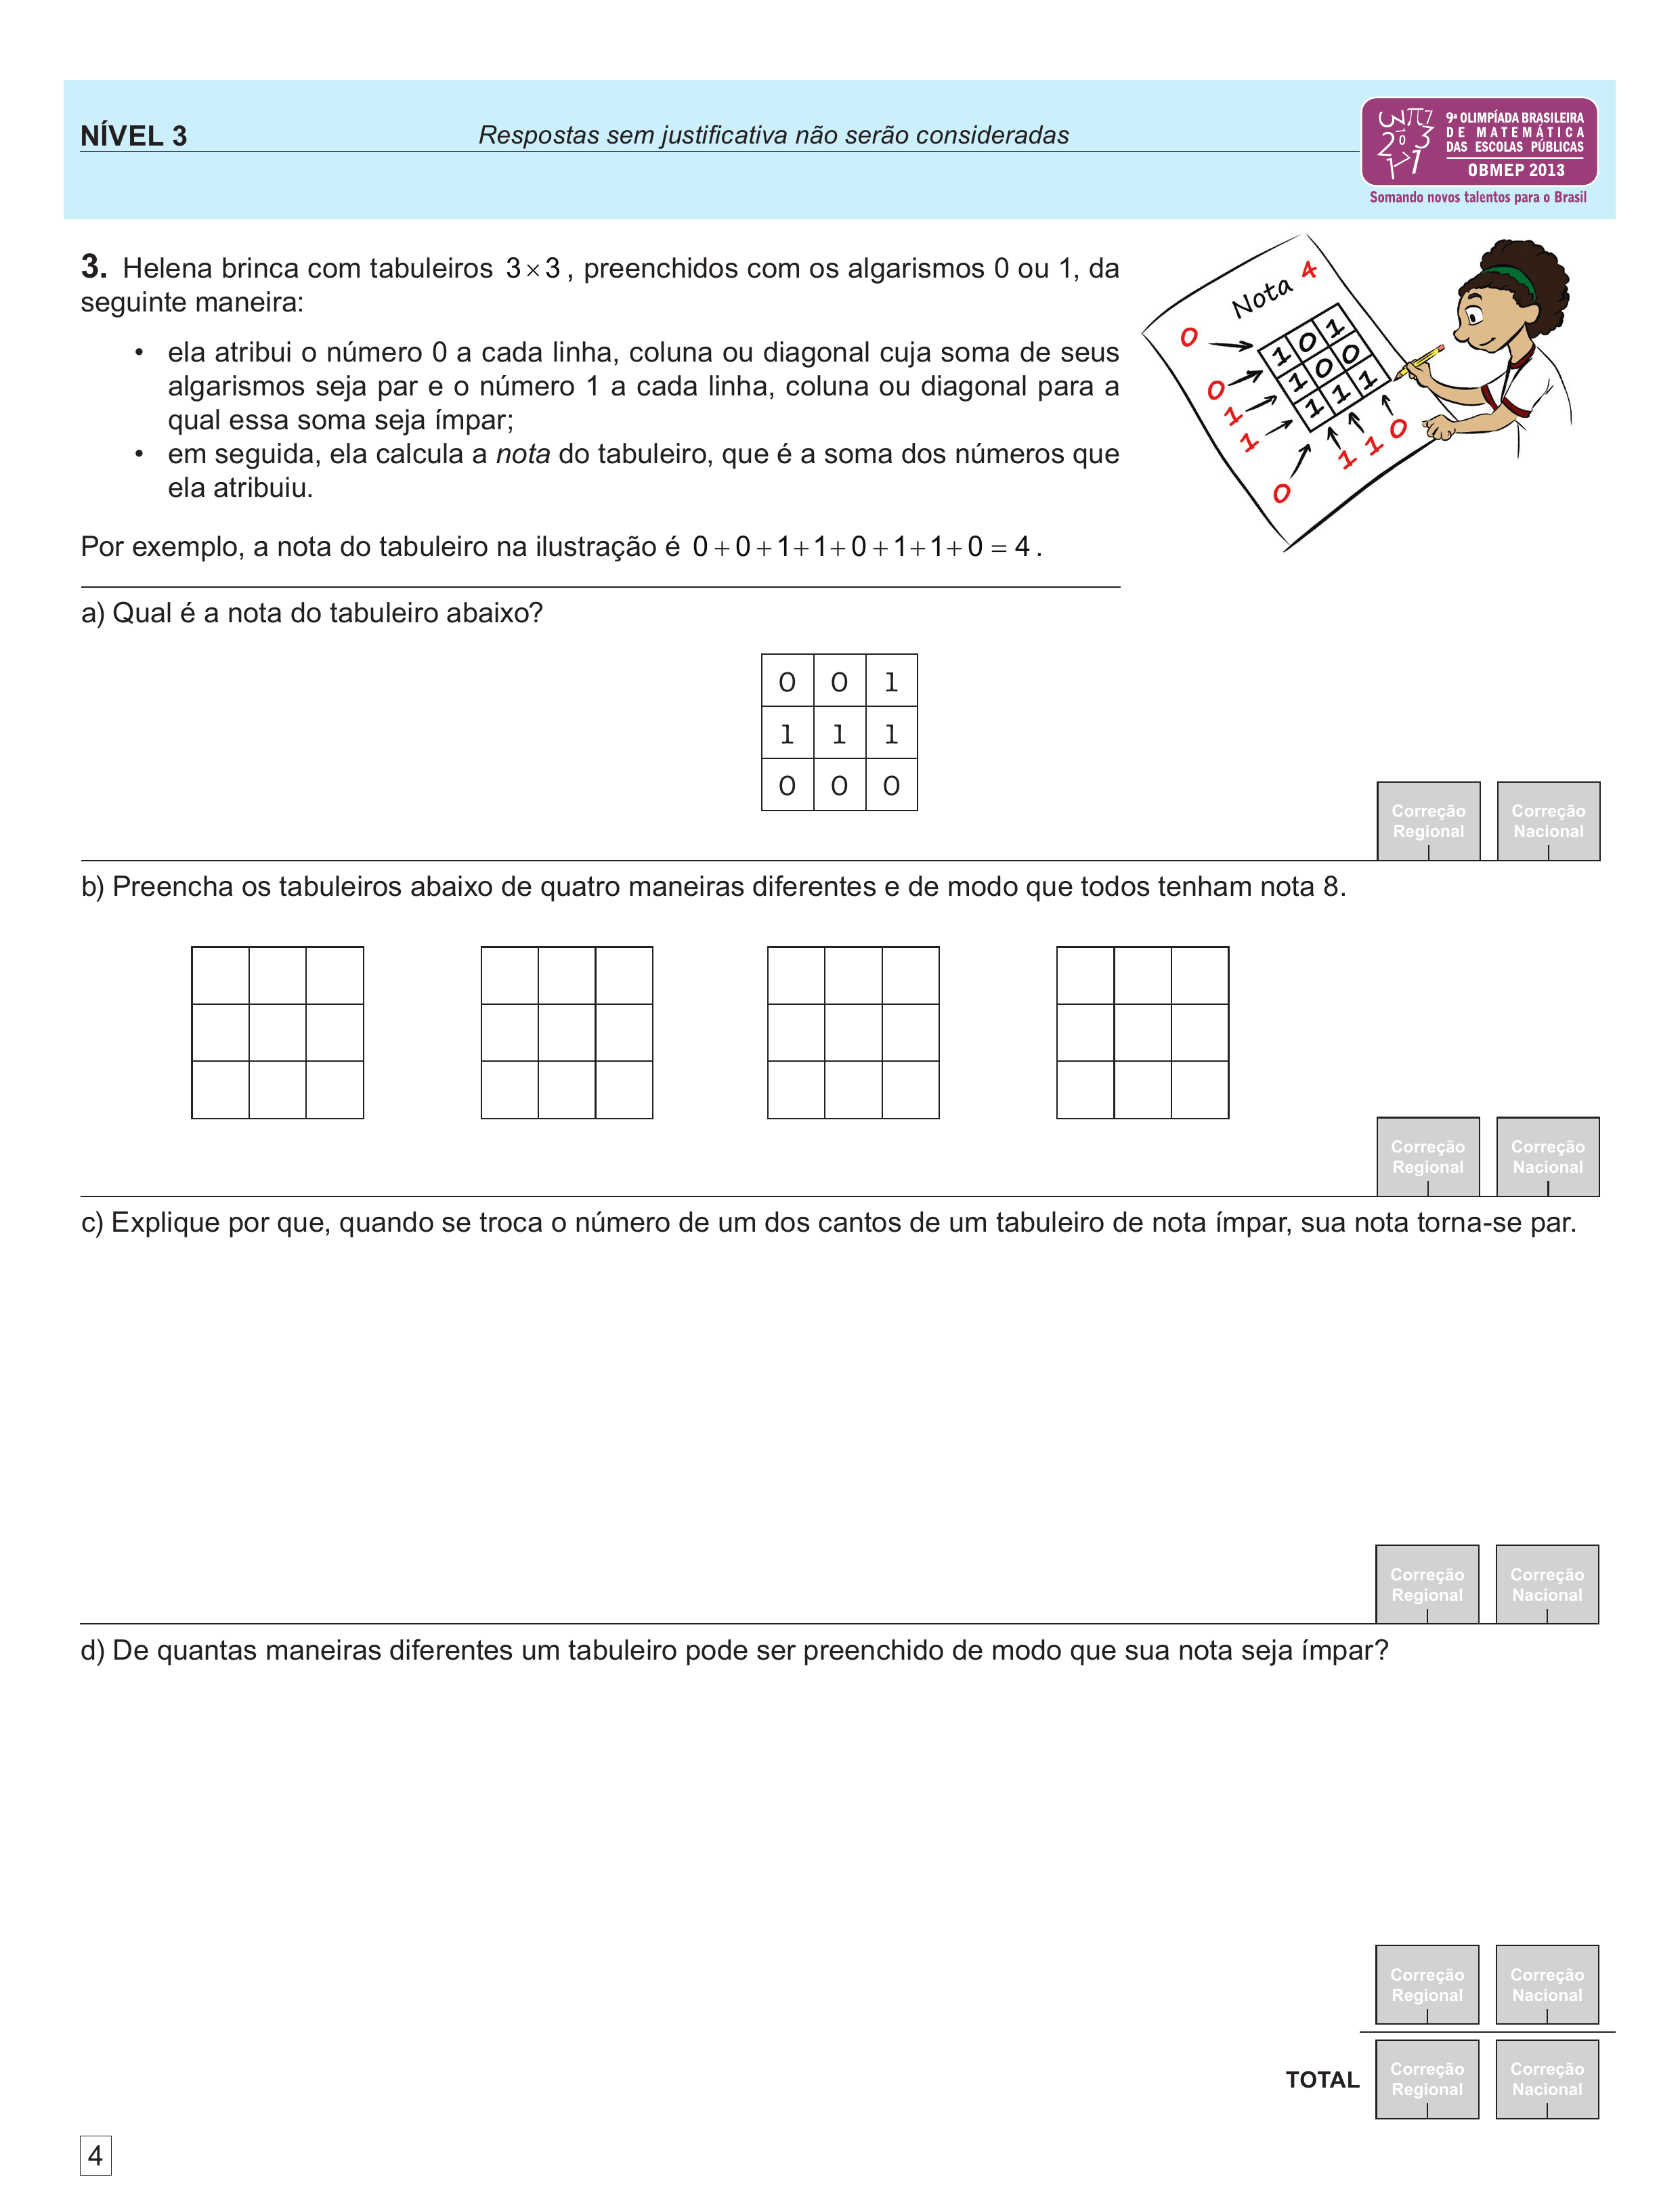 NÍVEL 3
Respostas sem justificativa não serão consideradas
9ª OLIMPÍADA BRASILEIRA
DE MATEMÁTICA
DAS ESCOLAS PÚBLICAS
OBMEP 2013
Somando novos talentos para o Brasil
3. Helena brinca com tabuleiros 3×3, preenchidos com os algarismos 0 ou 1, da
seguinte maneira:
• ela atribui o número 0 a cada linha, coluna ou diagonal cuja soma de seus
algarismos seja par e o número 1 a cada linha, coluna ou diagonal para a
qual essa soma seja ímpar;
• em seguida, ela calcula a nota do tabuleiro, que é a soma dos números que
ela atribuiu.
Por exemplo, a nota do tabuleiro na ilustração é 0+0+1+1+0+1+1+0=4.
Nota 4
0
1 0 1
0
1 0 0
1
1 1 1
1
1 1 0
0
a) Qual é a nota do tabuleiro abaixo?
0 0 1
1 1 1
0 0 0
Correção Regional
Correção Nacional
b) Preencha os tabuleiros abaixo de quatro maneiras diferentes e de modo que todos tenham nota 8.
Correção Regional
Correção Nacional
c) Explique por que, quando se troca o número de um dos cantos de um tabuleiro de nota ímpar, sua nota torna-se par.
Correção Regional
Correção Nacional
d) De quantas maneiras diferentes um tabuleiro pode ser preenchido de modo que sua nota seja ímpar?
Correção Regional
Correção Nacional
TOTAL
Correção Regional
Correção Nacional
4